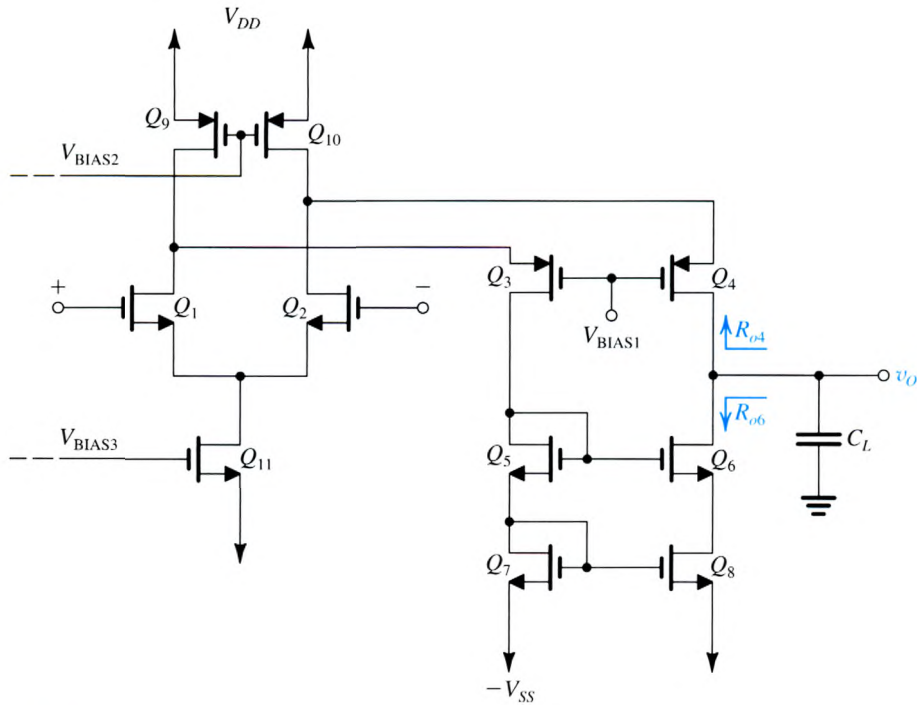 V_DD
Q_9
Q_10
V_BIAS2
Q_3
Q_4
+
Q_1
Q_2
−
V_BIAS1
R_o4
v_O
R_o6
V_BIAS3
Q_11
Q_5
Q_6
C_L
Q_7
Q_8
−V_SS